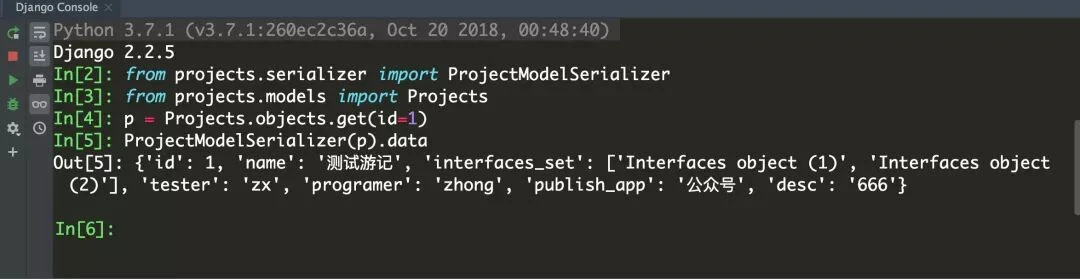 Django Console ×
Python 3.7.1 (v3.7.1:260ec2c36a, Oct 20 2018, 00:48:40)
Django 2.2.5
In[2]: from projects.serializer import ProjectModelSerializer
In[3]: from projects.models import Projects
In[4]: p = Projects.objects.get(id=1)
In[5]: ProjectModelSerializer(p).data
Out[5]: {'id': 1, 'name': '测试游记', 'interfaces_set': ['Interfaces object (1)', 'Interfaces object
(2)'], 'tester': 'zx', 'programer': 'zhong', 'publish_app': '公众号', 'desc': '666'}
In[6]: